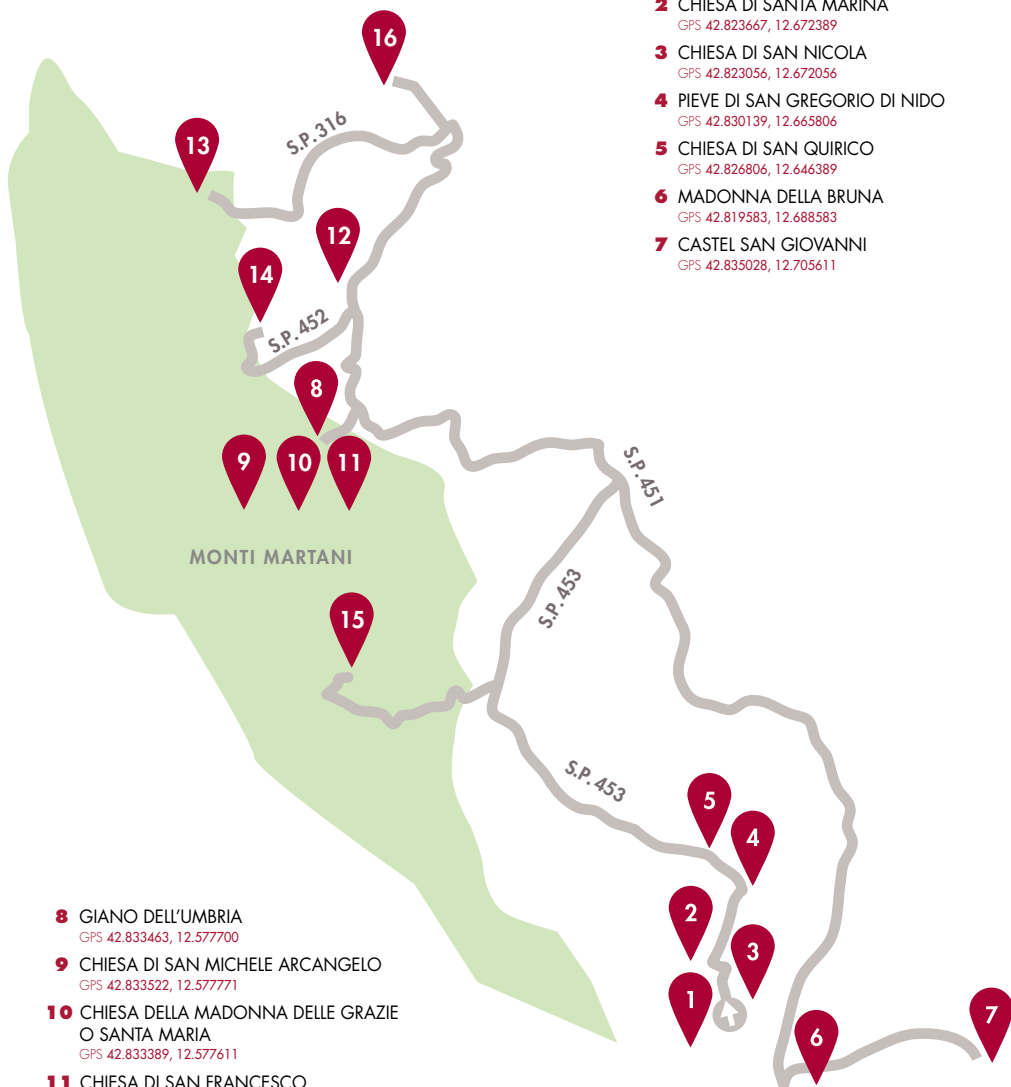 2 CHIESA DI SANTA MARINA
GPS 42.823667, 12.672389
3 CHIESA DI SAN NICOLA
GPS 42.823056, 12.672056
4 PIEVE DI SAN GREGORIO DI NIDO
GPS 42.830139, 12.665806
5 CHIESA DI SAN QUIRICO
GPS 42.826806, 12.646389
6 MADONNA DELLA BRUNA
GPS 42.819583, 12.688583
7 CASTEL SAN GIOVANNI
GPS 42.835028, 12.705611
16
S.P. 316
13
12
14
S.P. 452
8
9
10
11
S.P. 451
MONTI MARTANI
S.P. 453
15
S.P. 453
5
4
2
3
1
7
6
8 GIANO DELL'UMBRIA
GPS 42.833463, 12.577700
9 CHIESA DI SAN MICHELE ARCANGELO
GPS 42.833522, 12.577771
10 CHIESA DELLA MADONNA DELLE GRAZIE
O SANTA MARIA
GPS 42.833389, 12.577611
11 CHIESA DI SAN FRANCESCO